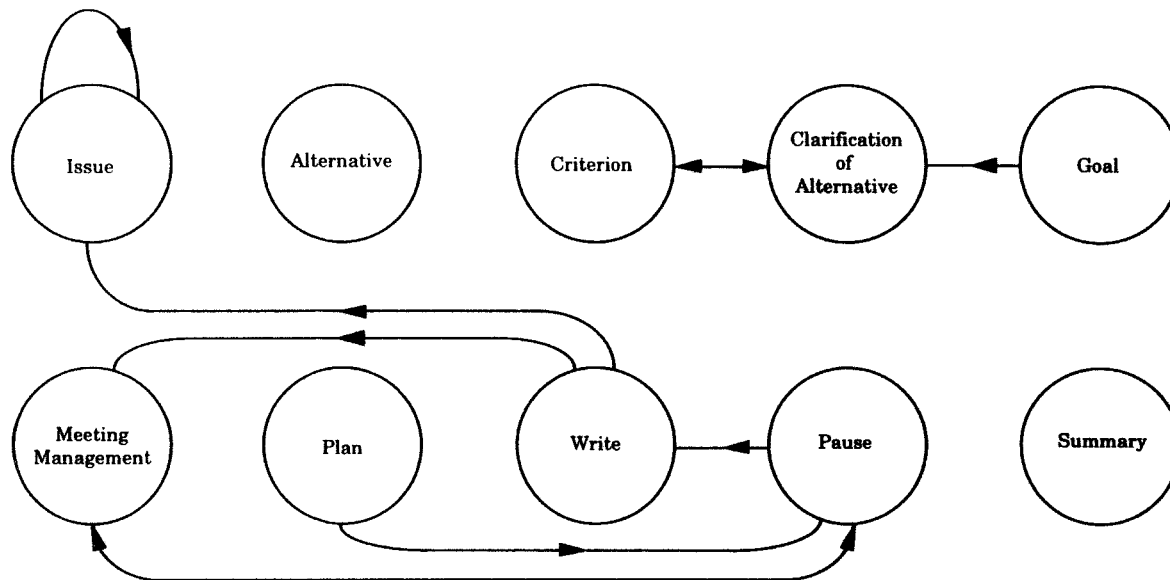 Issue
Alternative
Criterion
Clarification
of
Alternative
Goal
Meeting
Management
Plan
Write
Pause
Summary